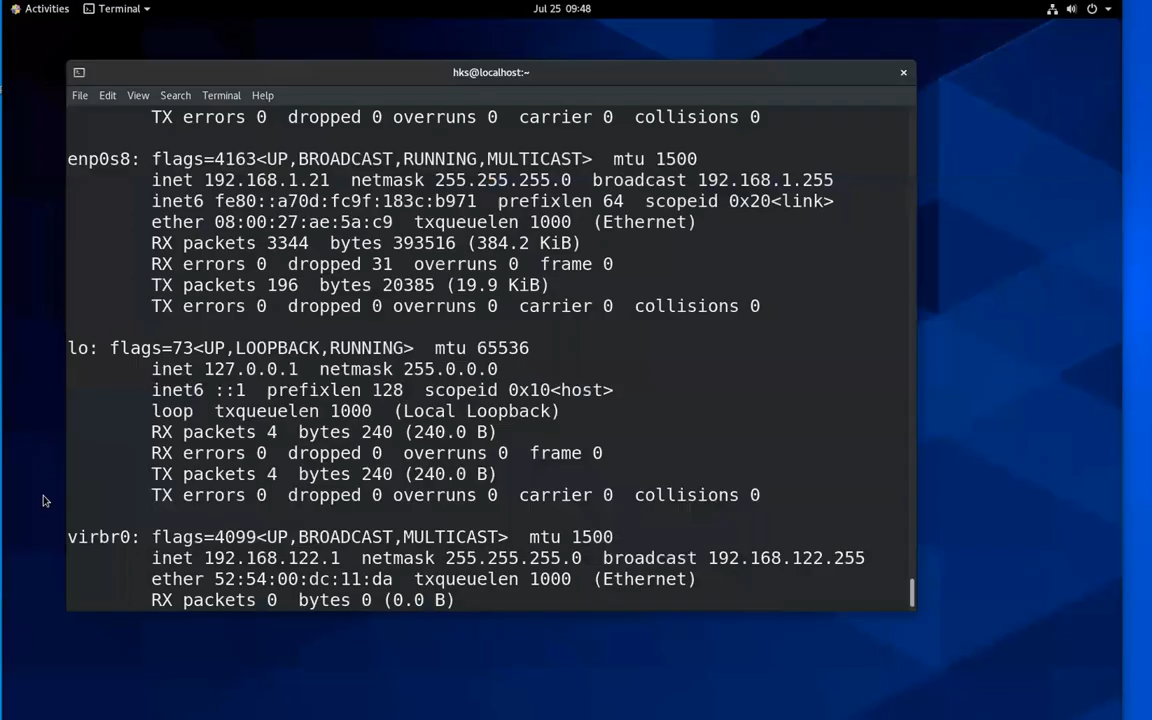 Activities Terminal Jul 25 09:48
hks@localhost:~ ×
File Edit View Search Terminal Help
TX errors 0 dropped 0 overruns 0 carrier 0 collisions 0
enp0s8: flags=4163<UP,BROADCAST,RUNNING,MULTICAST> mtu 1500
inet 192.168.1.21 netmask 255.255.255.0 broadcast 192.168.1.255
inet6 fe80::a70d:fc9f:183c:b971 prefixlen 64 scopeid 0x20<link>
ether 08:00:27:ae:5a:c9 txqueuelen 1000 (Ethernet)
RX packets 3344 bytes 393516 (384.2 KiB)
RX errors 0 dropped 31 overruns 0 frame 0
TX packets 196 bytes 20385 (19.9 KiB)
TX errors 0 dropped 0 overruns 0 carrier 0 collisions 0
lo: flags=73<UP,LOOPBACK,RUNNING> mtu 65536
inet 127.0.0.1 netmask 255.0.0.0
inet6 ::1 prefixlen 128 scopeid 0x10<host>
loop txqueuelen 1000 (Local Loopback)
RX packets 4 bytes 240 (240.0 B)
RX errors 0 dropped 0 overruns 0 frame 0
TX packets 4 bytes 240 (240.0 B)
TX errors 0 dropped 0 overruns 0 carrier 0 collisions 0
virbr0: flags=4099<UP,BROADCAST,MULTICAST> mtu 1500
inet 192.168.122.1 netmask 255.255.255.0 broadcast 192.168.122.255
ether 52:54:00:dc:11:da txqueuelen 1000 (Ethernet)
RX packets 0 bytes 0 (0.0 B)